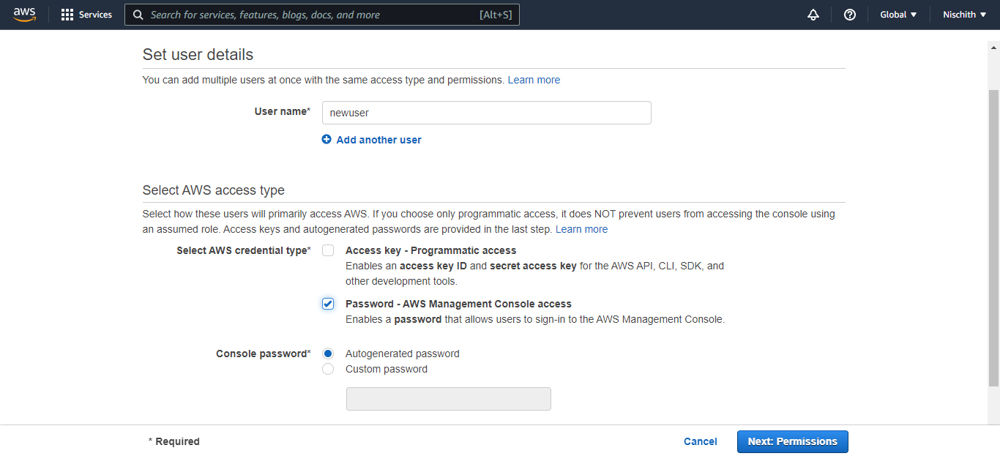 aws
Services
Search for services, features, blogs, docs, and more
[Alt+S]
Global
Nischith
Set user details
You can add multiple users at once with the same access type and permissions. Learn more
User name*
newuser
Add another user
Select AWS access type
Select how these users will primarily access AWS. If you choose only programmatic access, it does NOT prevent users from accessing the console using
an assumed role. Access keys and autogenerated passwords are provided in the last step. Learn more
Select AWS credential type*
Access key - Programmatic access
Enables an access key ID and secret access key for the AWS API, CLI, SDK, and
other development tools.
Password - AWS Management Console access
Enables a password that allows users to sign-in to the AWS Management Console.
Console password*
Autogenerated password
Custom password
* Required
Cancel
Next: Permissions